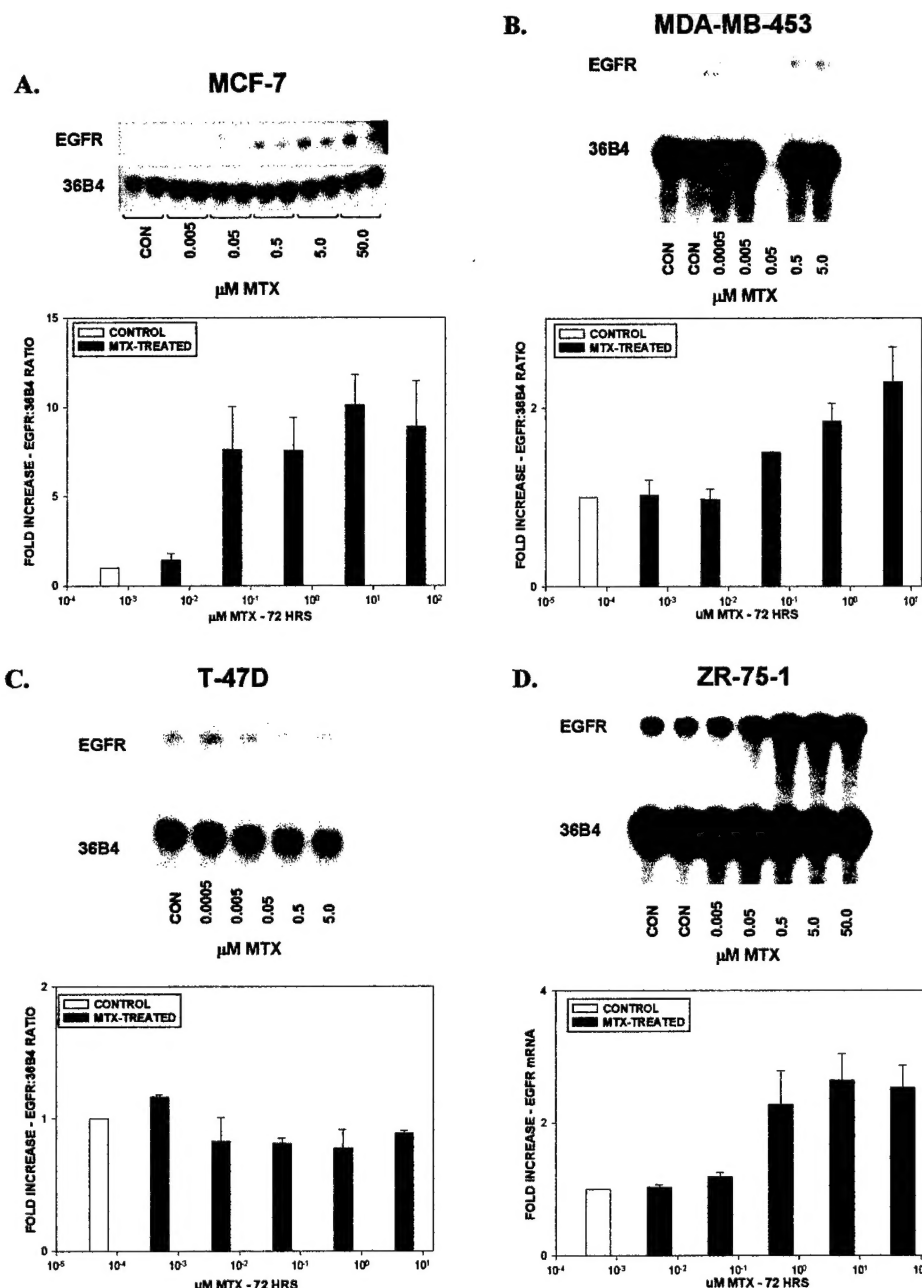 A.
MCF-7
EGFR
36B4
CON
0.005
0.05
0.5
5.0
50.0
μM MTX
CONTROL
MTX-TREATED
FOLD INCREASE - EGFR:36B4 RATIO
15
10
5
0
10-4
10-3
10-2
10-1
100
101
102
μM MTX - 72 HRS
B.
MDA-MB-453
EGFR
36B4
CON
CON
0.0005
0.005
0.05
0.5
5.0
μM MTX
CONTROL
MTX-TREATED
FOLD INCREASE - EGFR:36B4 RATIO
2
0
10-5
10-4
10-3
10-2
10-1
100
101
uM MTX - 72 HRS
C.
T-47D
EGFR
36B4
CON
0.0005
0.005
0.05
0.5
5.0
μM MTX
CONTROL
MTX-TREATED
FOLD INCREASE - EGFR:36B4 RATIO
2
1
0
10-5
10-4
10-3
10-2
10-1
100
101
μM MTX - 72 HRS
D.
ZR-75-1
EGFR
36B4
CON
CON
0.005
0.05
0.5
5.0
50.0
μM MTX
CONTROL
MTX-TREATED
FOLD INCREASE - EGFR mRNA
4
2
0
10-4
10-3
10-2
10-1
100
101
μM MTX - 72 HRS